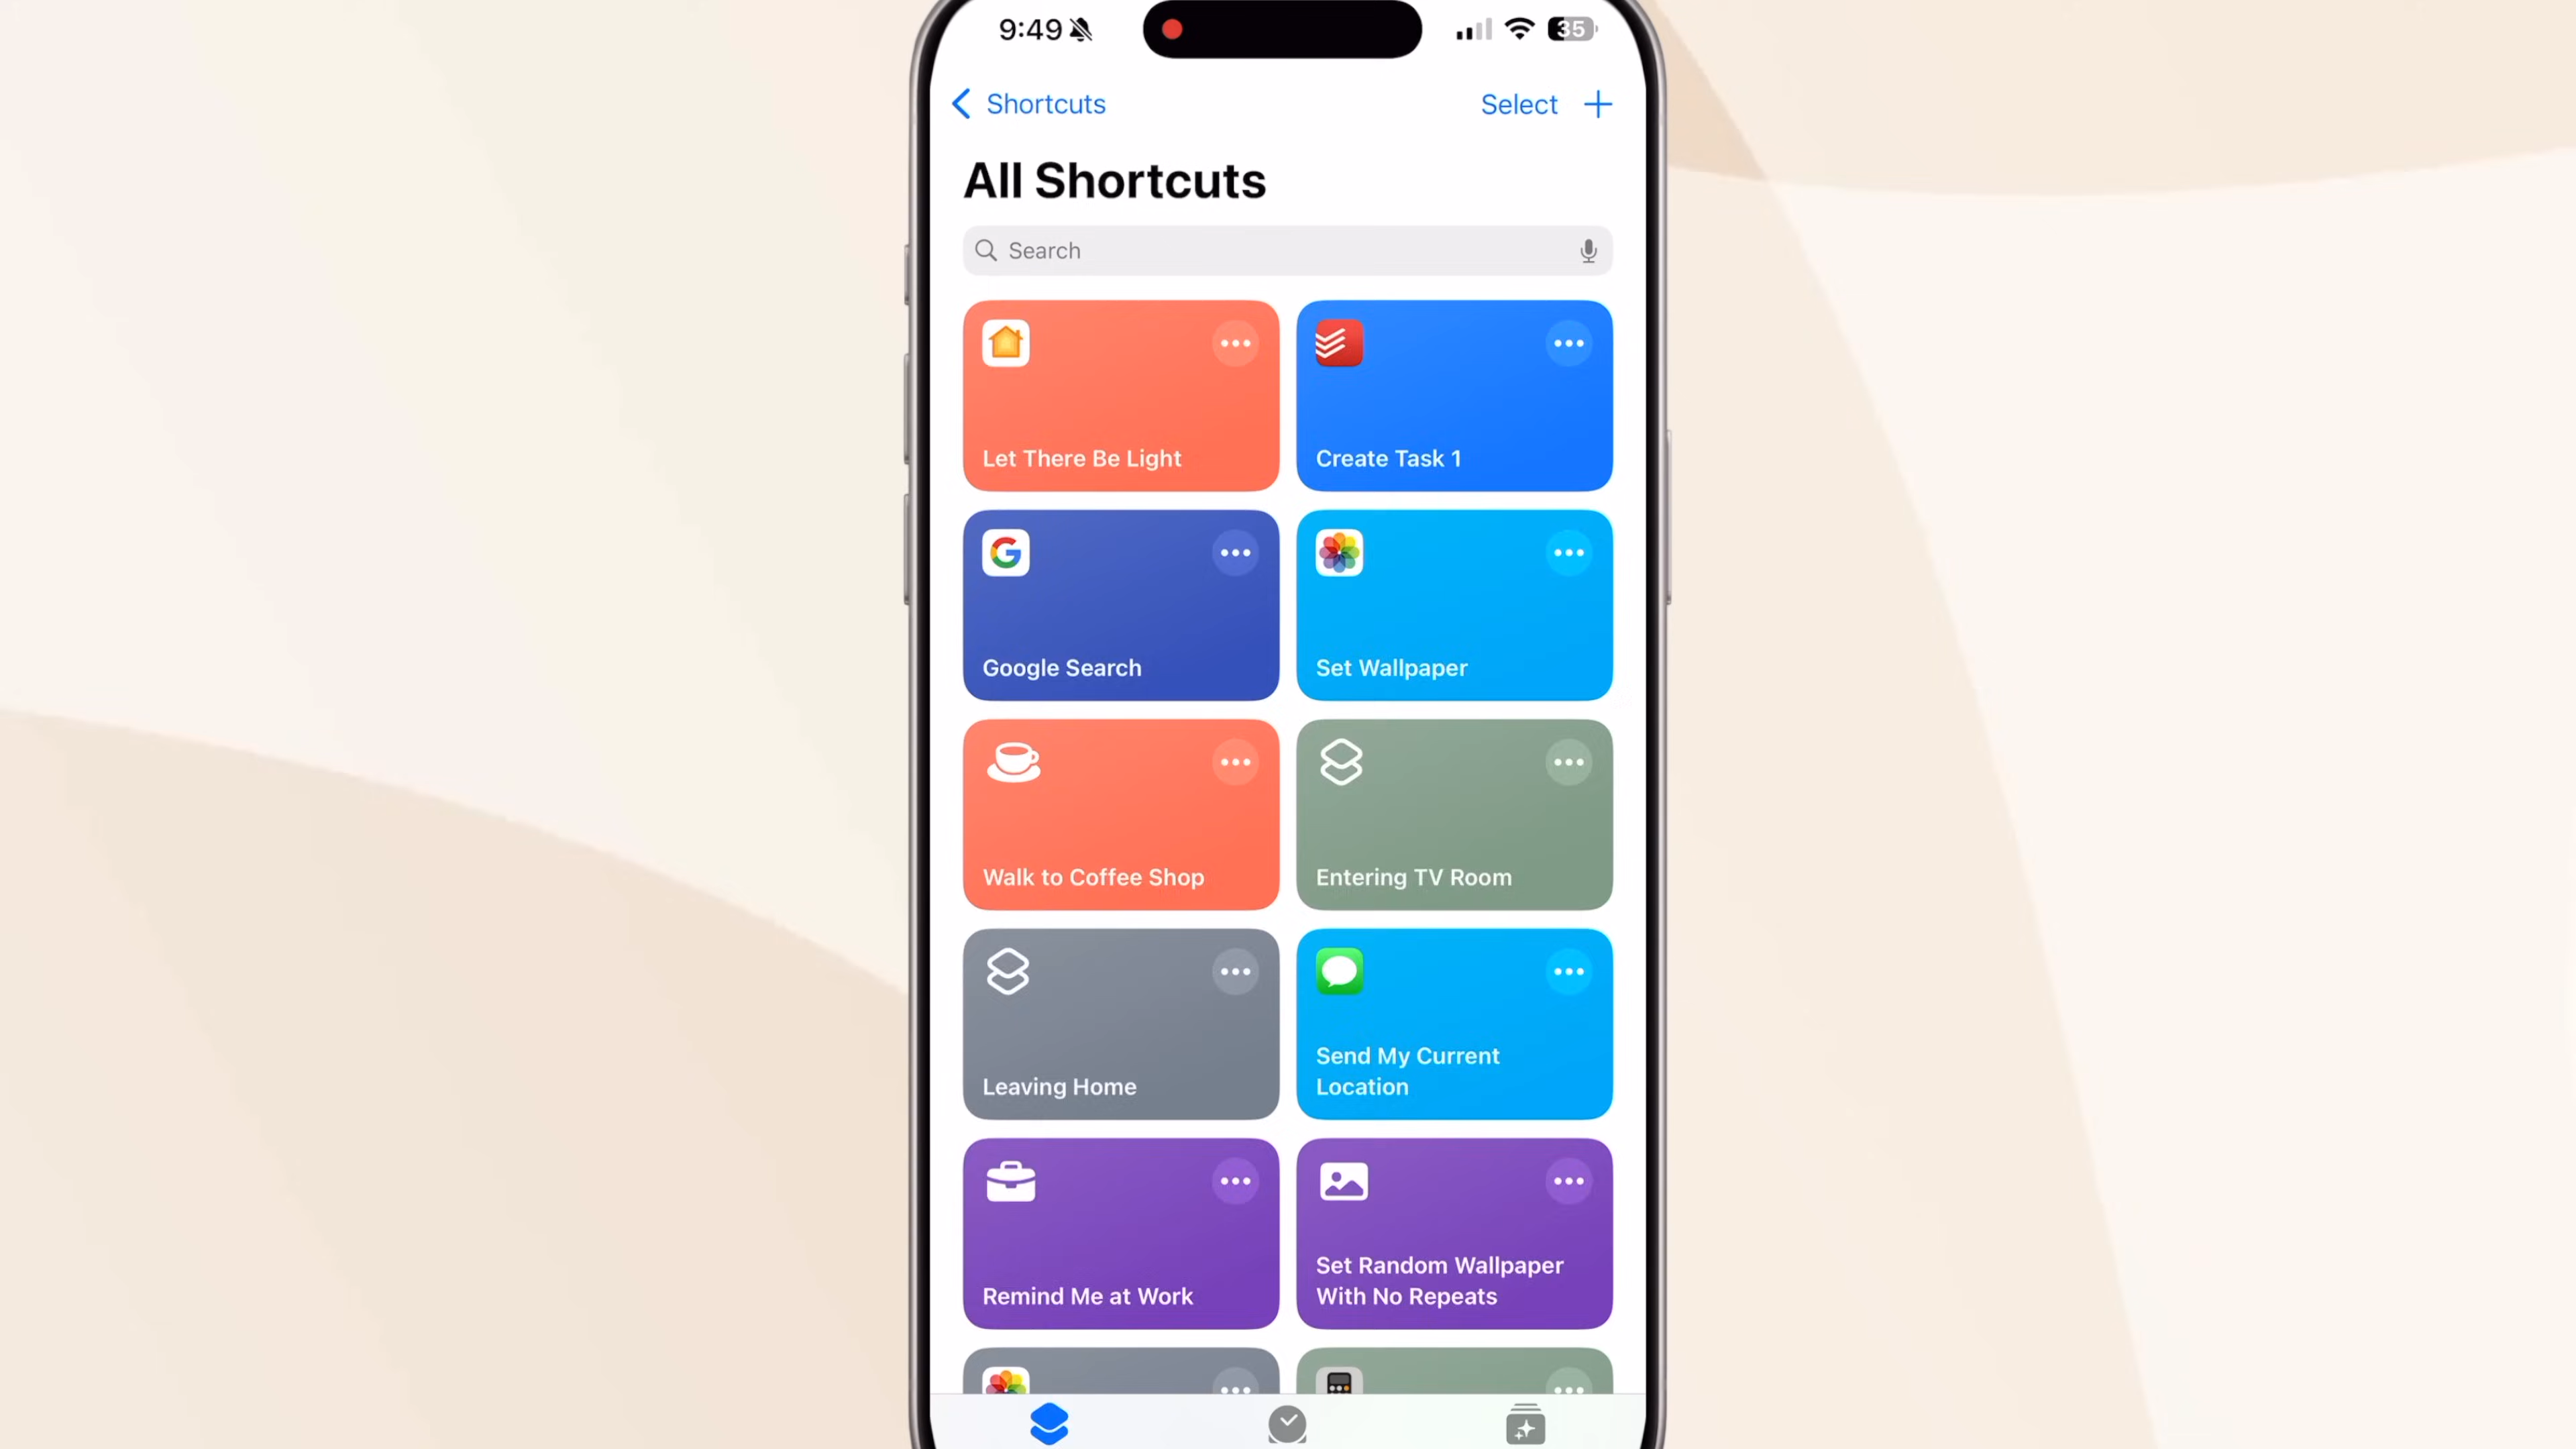 9:49
35
Shortcuts
Select
All Shortcuts
Search
Let There Be Light
Create Task 1
Google Search
Set Wallpaper
Walk to Coffee Shop
Entering TV Room
Leaving Home
Send My Current
Location
Remind Me at Work
Set Random Wallpaper
With No Repeats